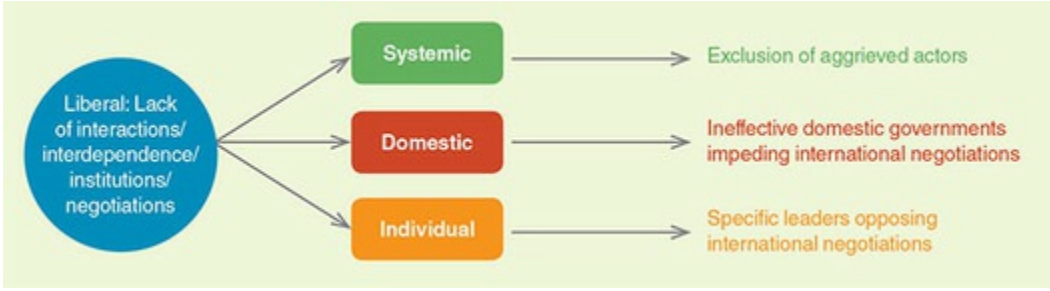 Liberal: Lack
of interactions/
interdependence/
institutions/
negotiations
Systemic
Exclusion of aggrieved actors
Domestic
Ineffective domestic governments
impeding international negotiations
Individual
Specific leaders opposing
international negotiations